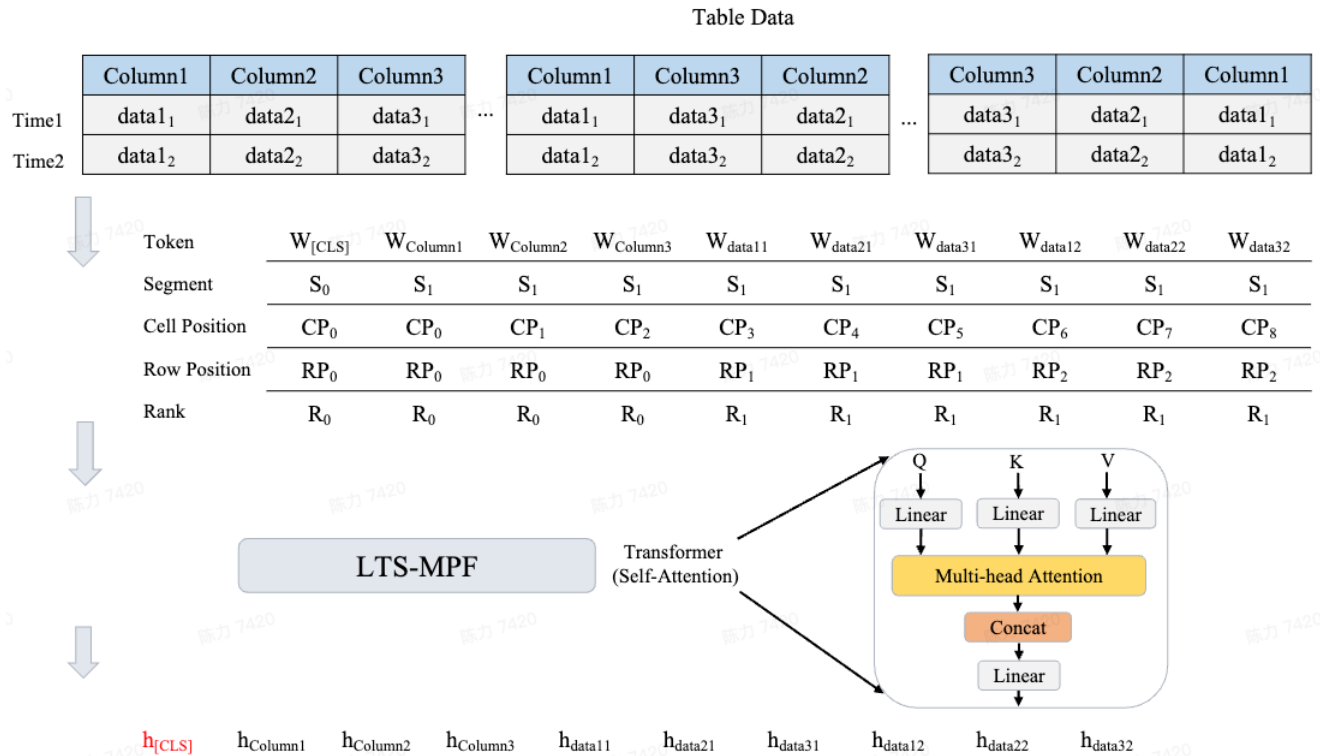 Table Data
Column1 Column2 Column3 Column1 Column3 Column2 Column3 Column2 Column1
Time1 data1₁ data2₁ data3₁ ... data1₁ data3₁ data2₁ ... data3₁ data2₁ data1₁
Time2 data1₂ data2₂ data3₂ data1₂ data3₂ data2₂ data3₂ data2₂ data1₂
Token W[CLS] WColumn1 WColumn2 WColumn3 Wdata11 Wdata21 Wdata31 Wdata12 Wdata22 Wdata32
Segment S₀ S₁ S₁ S₁ S₁ S₁ S₁ S₁ S₁ S₁
Cell Position CP₀ CP₀ CP₁ CP₂ CP₃ CP₄ CP₅ CP₆ CP₇ CP₈
Row Position RP₀ RP₀ RP₀ RP₀ RP₁ RP₁ RP₁ RP₂ RP₂ RP₂
Rank R₀ R₀ R₀ R₀ R₁ R₁ R₁ R₁ R₁ R₁
Q K V
Linear Linear Linear
LTS-MPF
Transformer
(Self-Attention)
Multi-head Attention
Concat
Linear
h[CLS] hColumn1 hColumn2 hColumn3 hdata11 hdata21 hdata31 hdata12 hdata22 hdata32
陈力 7420